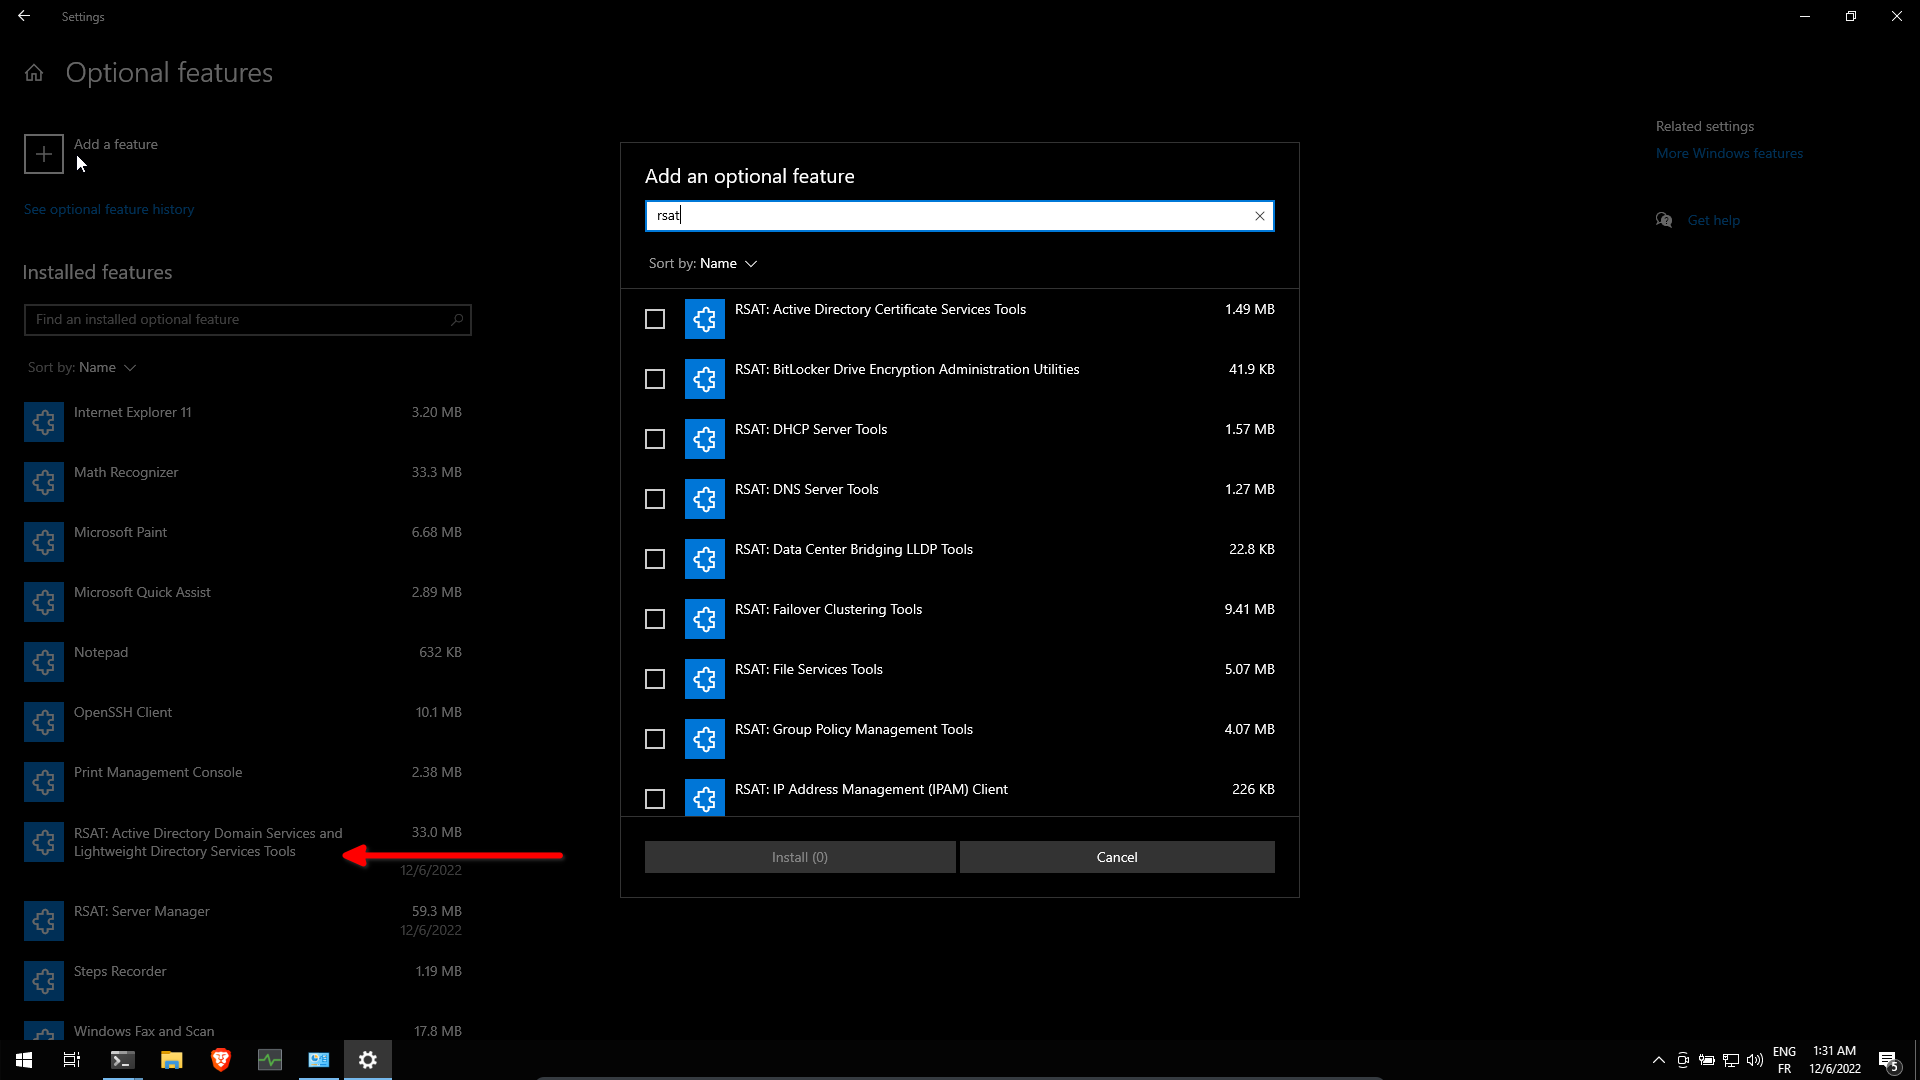 Settings
Optional features
Add a feature
See optional feature history
Installed features
Find an installed optional feature
Sort by: Name
Internet Explorer 11 3.20 MB
Math Recognizer 33.3 MB
Microsoft Paint 6.68 MB
Microsoft Quick Assist 2.89 MB
Notepad 632 KB
OpenSSH Client 10.1 MB
Print Management Console 2.38 MB
RSAT: Active Directory Domain Services and 33.0 MB
Lightweight Directory Services Tools
12/6/2022
RSAT: Server Manager 59.3 MB
12/6/2022
Steps Recorder 1.19 MB
Windows Fax and Scan 17.8 MB
Add an optional feature
rsat
Sort by: Name
RSAT: Active Directory Certificate Services Tools 1.49 MB
RSAT: BitLocker Drive Encryption Administration Utilities 41.9 KB
RSAT: DHCP Server Tools 1.57 MB
RSAT: DNS Server Tools 1.27 MB
RSAT: Data Center Bridging LLDP Tools 22.8 KB
RSAT: Failover Clustering Tools 9.41 MB
RSAT: File Services Tools 5.07 MB
RSAT: Group Policy Management Tools 4.07 MB
RSAT: IP Address Management (IPAM) Client 226 KB
Install (0) Cancel
Related settings
More Windows features
Get help
ENG
FR
1:31 AM
12/6/2022
5